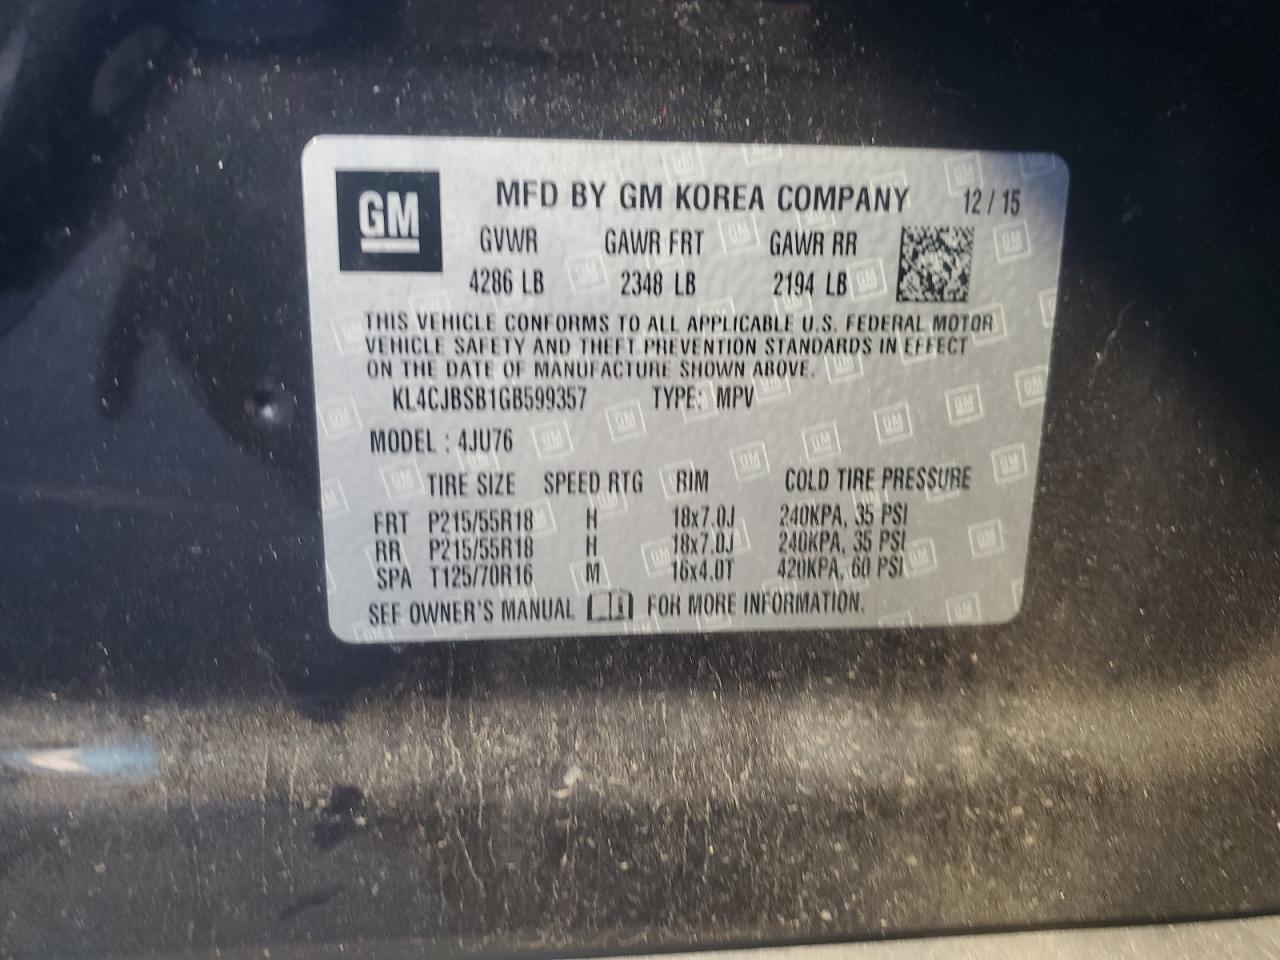 GM
MFD BY GM KOREA COMPANY 12 / 15
GVWR GAWR FRT GAWR RR
4286 LB 2348 LB 2194 LB
THIS VEHICLE CONFORMS TO ALL APPLICABLE U.S. FEDERAL MOTOR
VEHICLE SAFETY AND THEFT PREVENTION STANDARDS IN EFFECT
ON THE DATE OF MANUFACTURE SHOWN ABOVE.
KL4CJBSB1GB599357 TYPE: MPV
MODEL : 4JU76
TIRE SIZE SPEED RTG RIM COLD TIRE PRESSURE
FRT P215/55R18 H 18x7.0J 240KPA, 35 PSI
RR P215/55R18 H 18x7.0J 240KPA, 35 PSI
SPA T125/70R16 M 16x4.0T 420KPA, 60 PSI
SEE OWNER'S MANUAL FOR MORE INFORMATION.